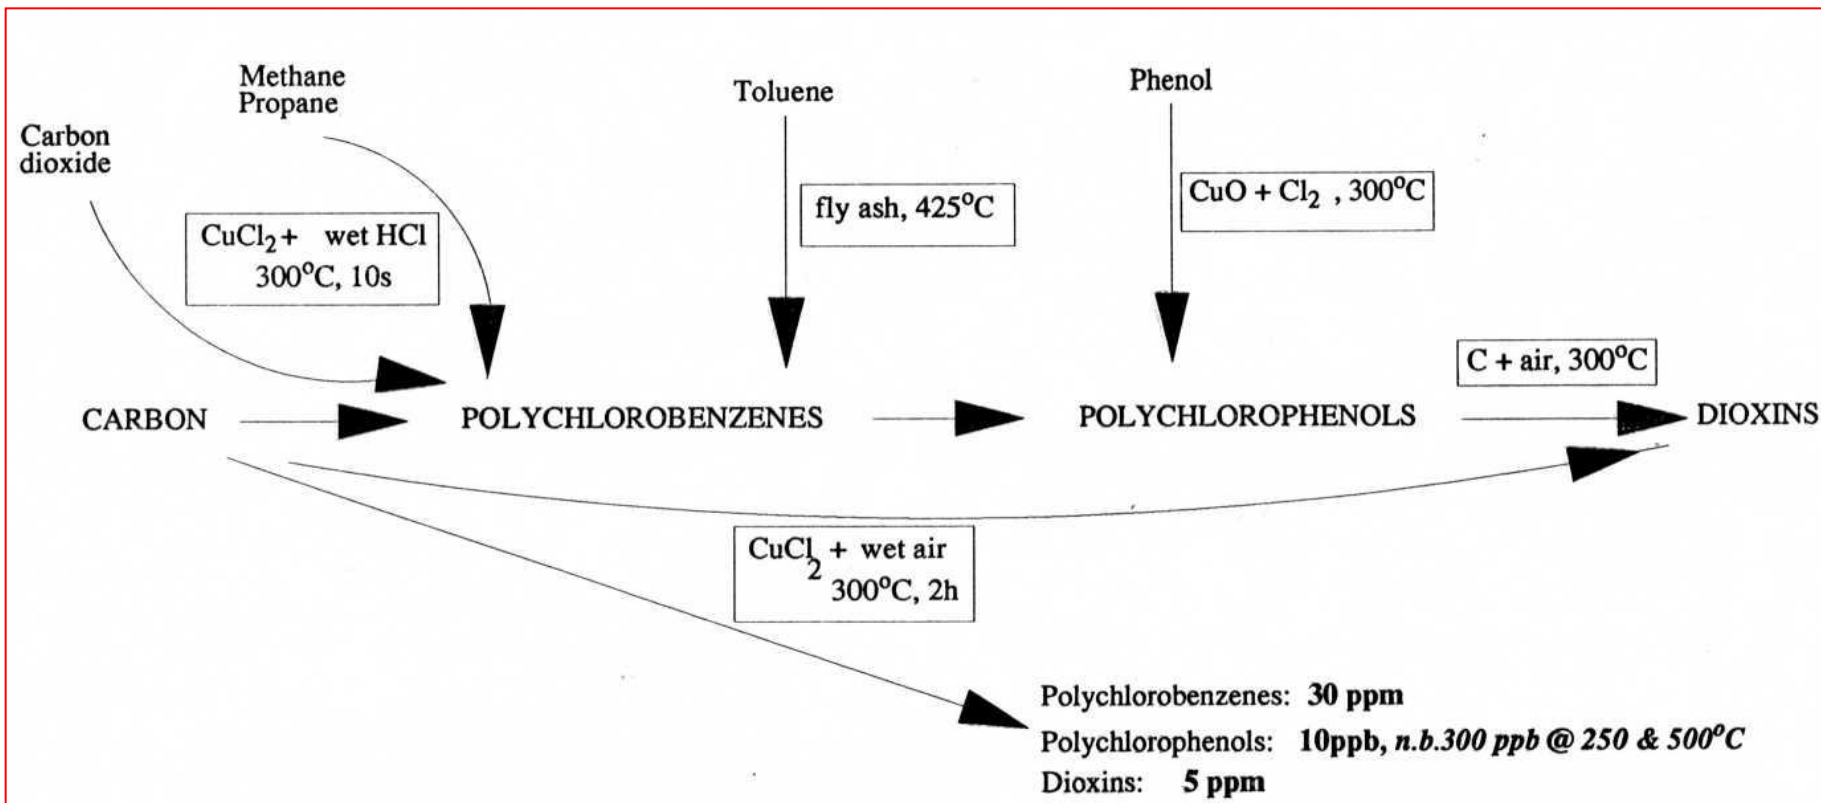 Methane
Propane
Carbon
dioxide
Toluene
Phenol
CuCl₂ + wet HCl
300°C, 10s
fly ash, 425°C
CuO + Cl₂ , 300°C
C + air, 300°C
CARBON
POLYCHLOROBENZENES
POLYCHLOROPHENOLS
DIOXINS
CuCl₂ + wet air
300°C, 2h
Polychlorobenzenes: 30 ppm
Polychlorophenols: 10ppb, n.b.300 ppb @ 250 & 500°C
Dioxins: 5 ppm